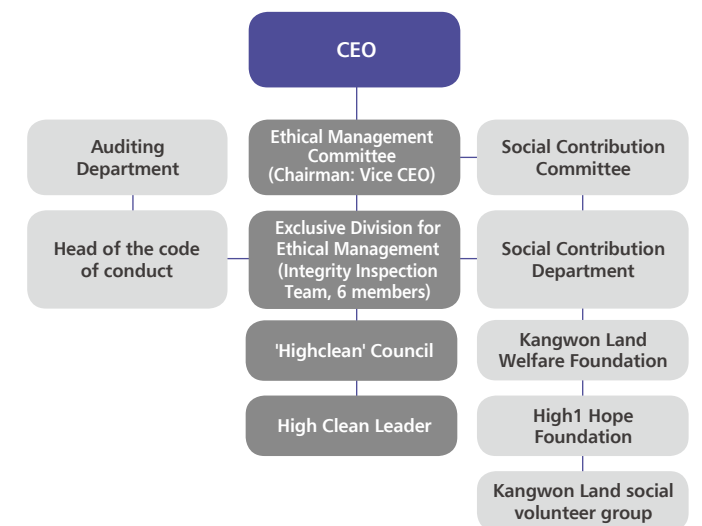 CEO
Auditing
Department
Ethical Management
Committee
(Chairman: Vice CEO)
Social Contribution
Committee
Head of the code
of conduct
Exclusive Division for
Ethical Management
(Integrity Inspection
Team, 6 members)
Social Contribution
Department
'Highclean' Council
Kangwon Land
Welfare Foundation
High Clean Leader
High1 Hope
Foundation
Kangwon Land social
volunteer group